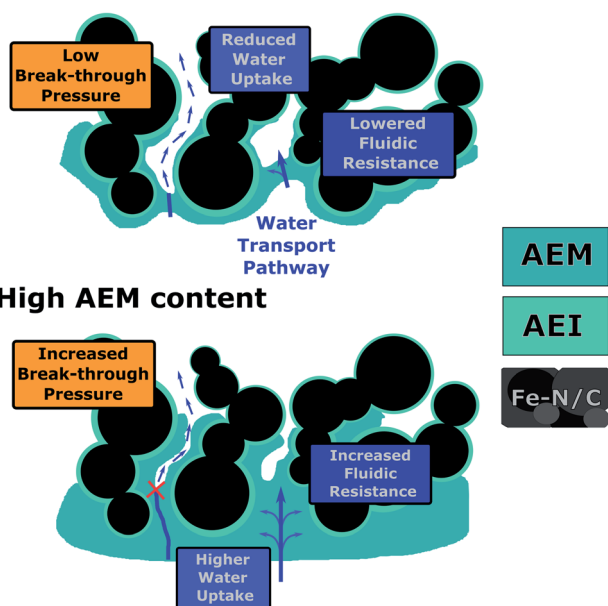 Low
Break-through
Pressure
Reduced
Water
Uptake
Lowered
Fluidic
Resistance
Water
Transport
Pathway
High AEM content
Increased
Break-through
Pressure
Increased
Fluidic
Resistance
Higher
Water
Uptake
AEM
AEI
Fe-N/C